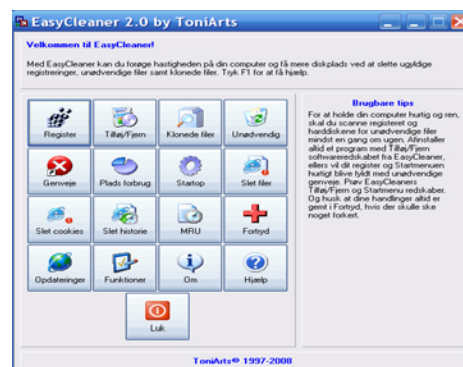 EasyCleaner 2.0 by ToniArts
Velkommen til EasyCleaner!
Med EasyCleaner kan du forøge hastigheden på din computer og få mere diskplads ved at slette ugyldige
registreringer, unødvendige filer samt klonede filer. Tryk F1 for at få hjælp.
Register
Tilføj/Fjern
Klonede filer
Unødvendig
Genveje
Plads forbrug
Startop
Slet filer
Slet cookies
Slet historie
MRU
Fortryd
Opdateringer
Funktioner
Om
Hjælp
Luk
Brugbare tips
For at holde din computer hurtig og ren,
skal du scanne registeret og
harddiskene for unødvendige filer
mindst en gang om ugen. Afinstaller
altid et program med Tilføj/Fjern
softwareredskabet fra EasyCleaner,
ellers vil dit register og Startmenuen
hurtigt blive fyldt med unødvendige
genveje. Prøv EasyCleaners
Tilføj/Fjern og Startmenu redskaber.
Og husk at dine handlinger altid er
gemt i Fortryd, hvis der skulle ske
noget forkert.
ToniArts© 1997-2000